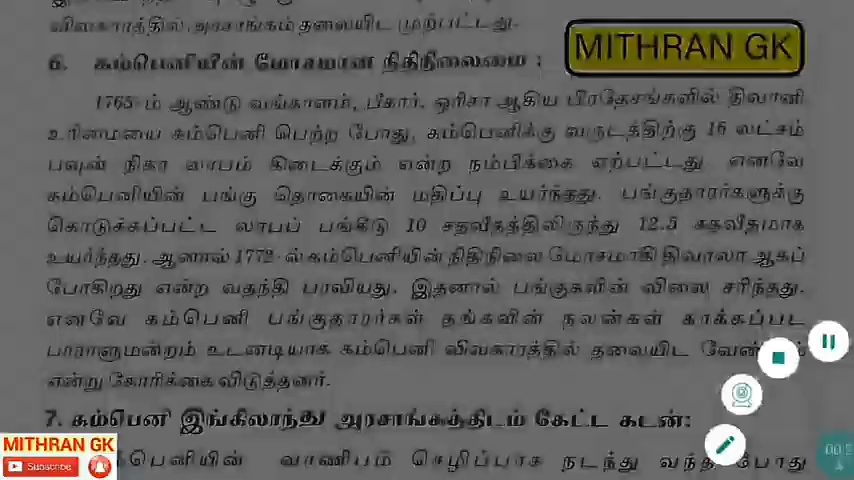 விவகாரத்தில் அரசாங்கம் தலையிட முற்பட்டது.
MITHRAN GK
6. கம்பெனியின் மோசமான நிதிநிலைமை :
1765-ம் ஆண்டு வங்காளம், பீகார், ஒரிசா ஆகிய பிரதேசங்களில் திவானி
உரிமையை கம்பெனி பெற்ற போது, கம்பெனிக்கு வருடத்திற்கு 16 லட்சம்
பவுன் நிகர லாபம் கிடைக்கும் என்ற நம்பிக்கை ஏற்பட்டது. எனவே
கம்பெனியின் பங்கு தொகையின் மதிப்பு உயர்ந்தது. பங்குதாரர்களுக்கு
கொடுக்கப்பட்ட லாபப் பங்கீடு 10 சதவீதத்திலிருந்து 12.5 சதவீதமாக
உயர்ந்தது. ஆனால் 1772-ல் கம்பெனியின் நிதிநிலை மோசமாகி திவாலா ஆகப்
போகிறது என்ற வதந்தி பரவியது. இதனால் பங்குகளின் விலை சரிந்தது.
எனவே கம்பெனி பங்குதாரர்கள் தங்களின் நலன்கள் காக்கப்பட
பாராளுமன்றம் உடனடியாக கம்பெனி விவகாரத்தில் தலையிட
என்று கோரிக்கை விடுத்தனர்.
7. கம்பெனி இங்கிலாந்து அரசாங்கத்திடம் கேட்ட கடன்:
வாணிபம் செழிப்பாக நடந்து வந்த போது
MITHRAN GK
Subscribe